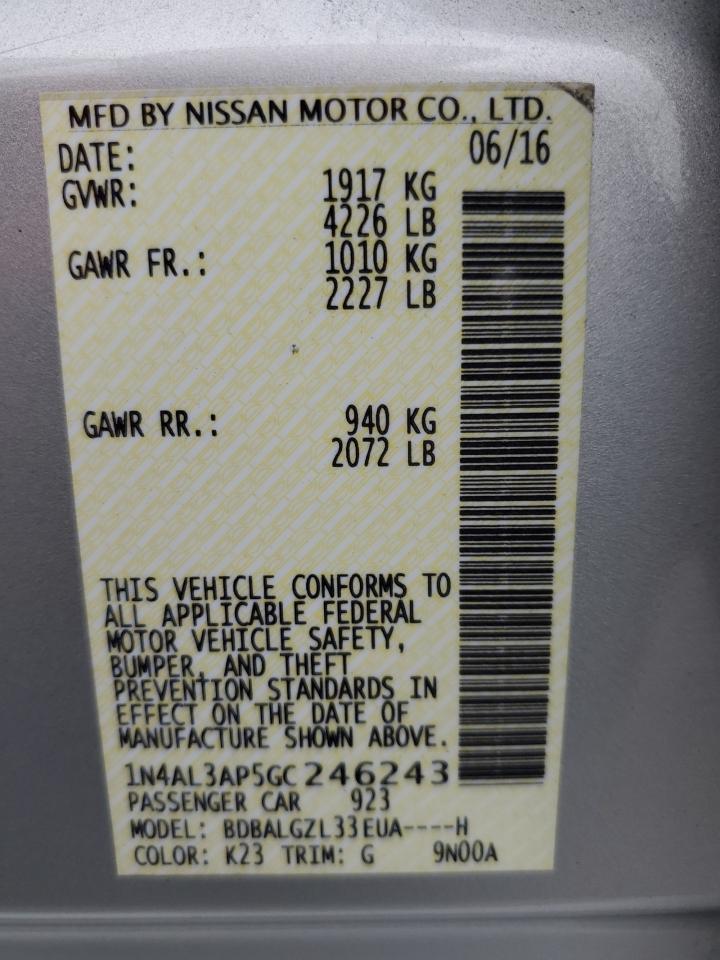 MFD BY NISSAN MOTOR CO., LTD.
DATE: 06/16
GVWR: 1917 KG
4226 LB
GAWR FR.: 1010 KG
2227 LB
GAWR RR.: 940 KG
2072 LB
THIS VEHICLE CONFORMS TO
ALL APPLICABLE FEDERAL
MOTOR VEHICLE SAFETY,
BUMPER, AND THEFT
PREVENTION STANDARDS IN
EFFECT ON THE DATE OF
MANUFACTURE SHOWN ABOVE.
1N4AL3AP5GC246243
PASSENGER CAR 923
MODEL: BDBALGZL33EUA----H
COLOR: K23 TRIM: G 9N00A